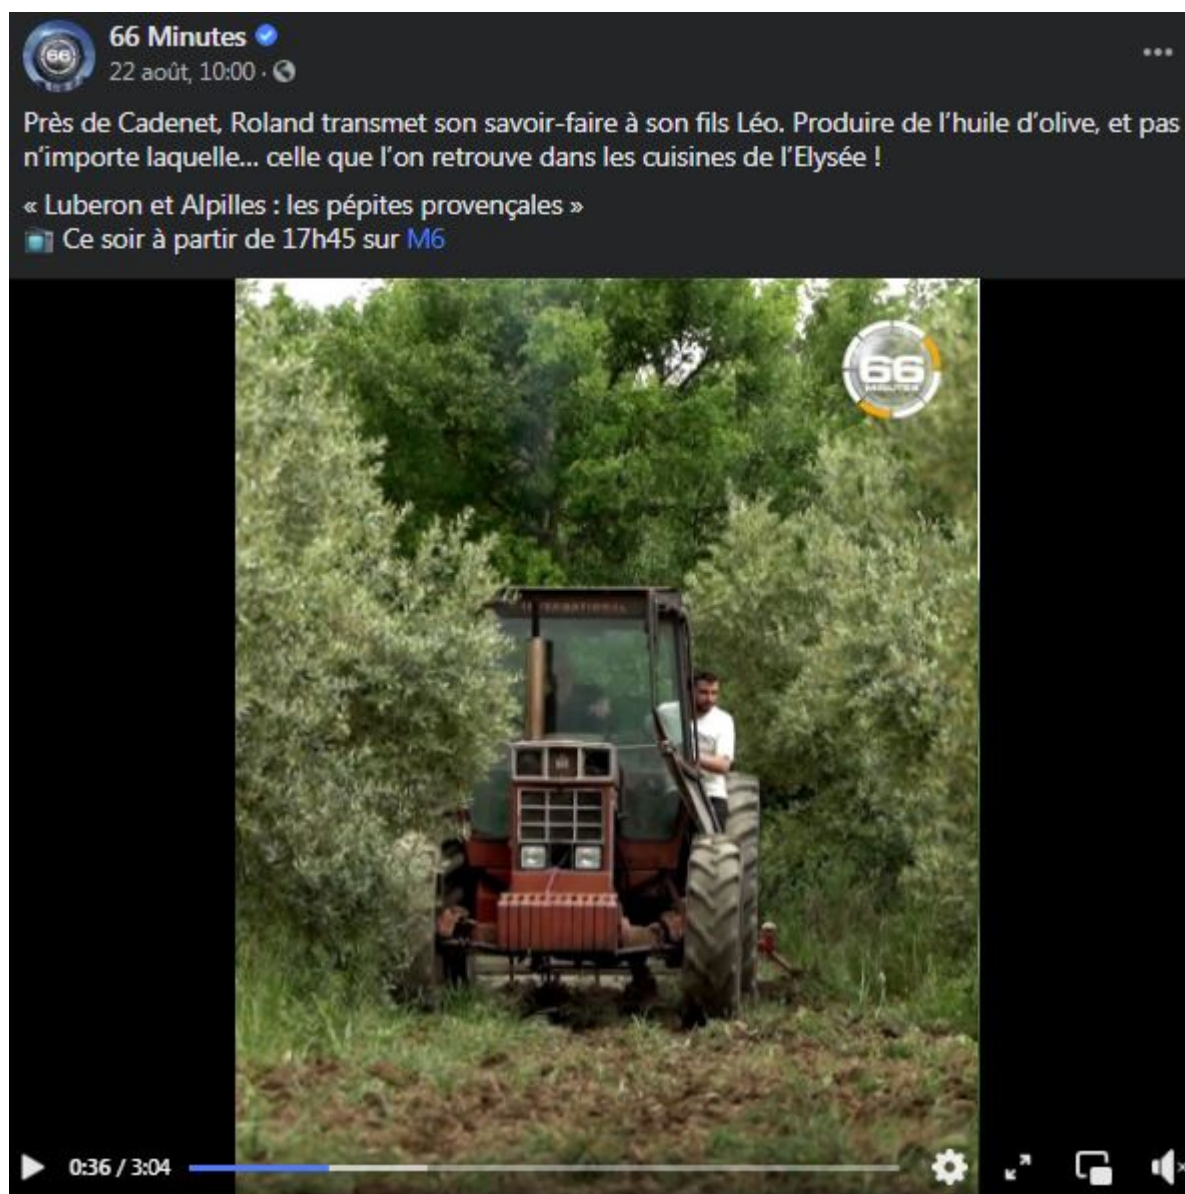 66 Minutes
22 août, 10:00 ·
Près de Cadenet, Roland transmet son savoir-faire à son fils Léo. Produire de l'huile d'olive, et pas
n'importe laquelle... celle que l'on retrouve dans les cuisines de l'Elysée !
« Luberon et Alpilles : les pépites provençales »
Ce soir à partir de 17h45 sur M6
66
MINUTES
INTERNATIONAL
0:36 / 3:04